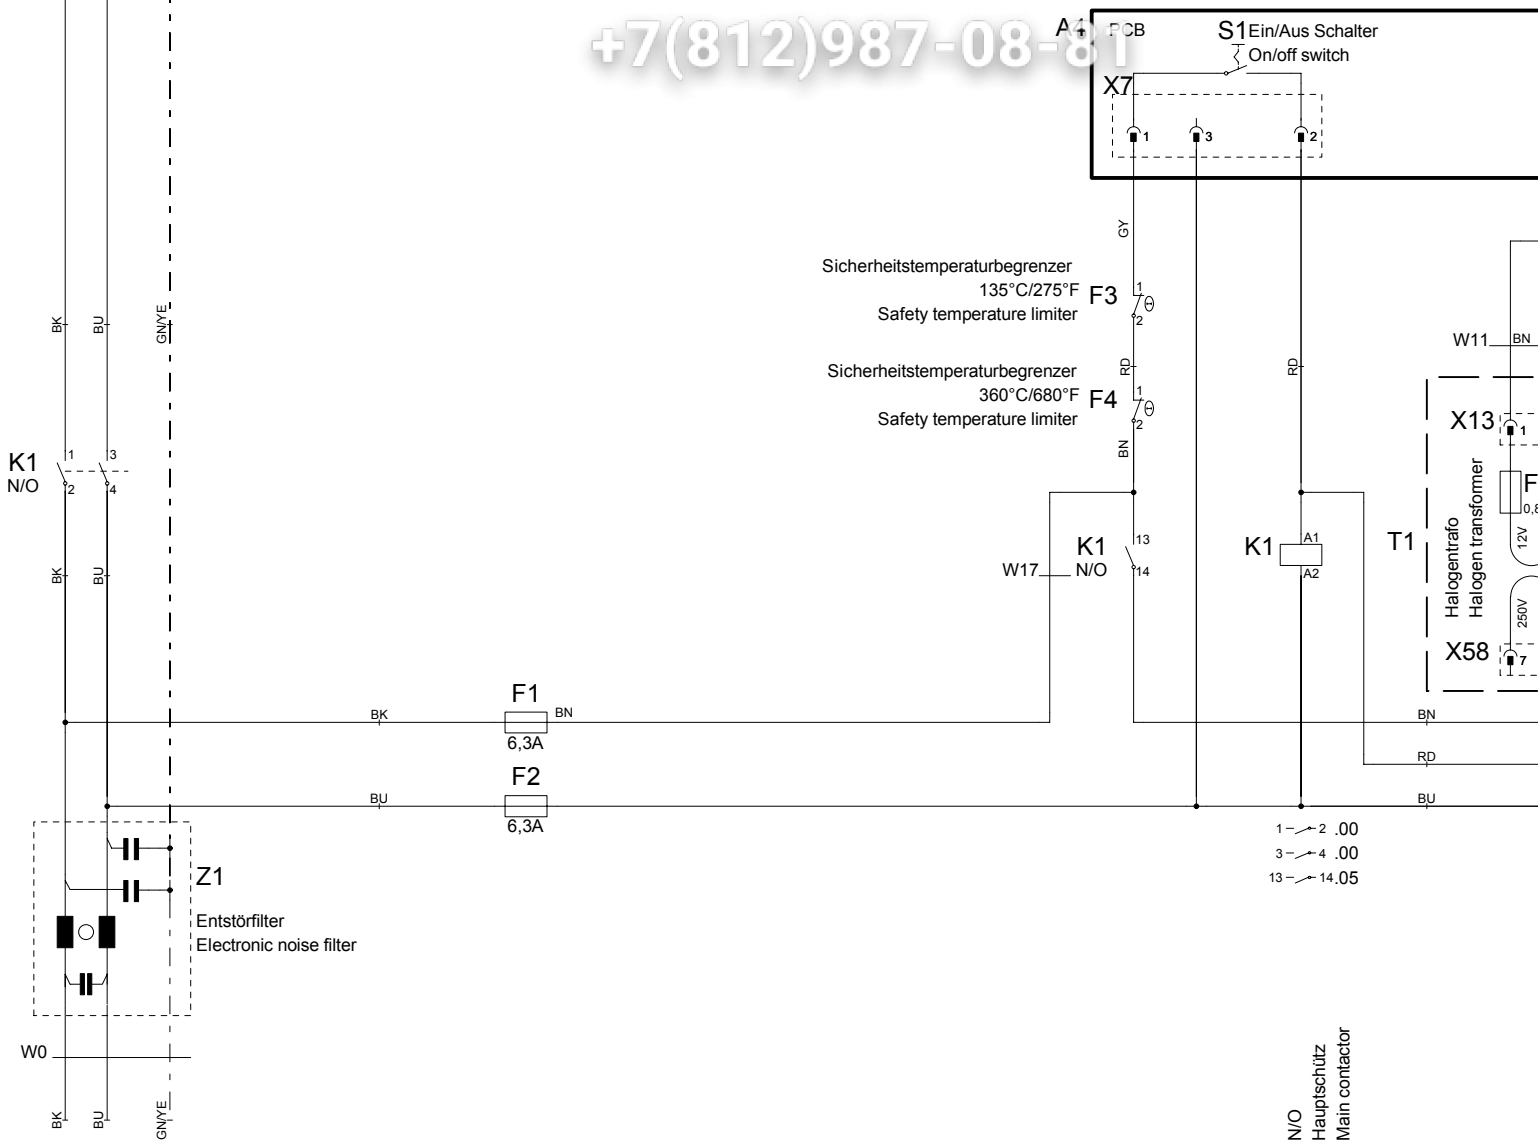 +7(812)987-08-81
A4 PCB
S1 Ein/Aus Schalter
On/off switch
X7
1 3 2
GY
Sicherheitstemperaturbegrenzer
135°C/275°F
Safety temperature limiter
F3
1
2
RD
RD
Sicherheitstemperaturbegrenzer
360°C/680°F
Safety temperature limiter
F4
1
2
BN
BK BU GN/YE
W11 BN
X13 1
F
0,8
12V
250V
T1
Halogentrafo
Halogen transformer
X58 7
K1
N/O
1 3
2 4
BK BU
W17
K1
N/O
13
14
K1
A1
A2
F1
BK BN
6,3A
F2
BU
6,3A
BN
RD
BU
1 2 .00
3 4 .00
13 14 .05
Z1
Entstörfilter
Electronic noise filter
W0
BK BU GN/YE
N/O
Hauptschütz
Main contactor